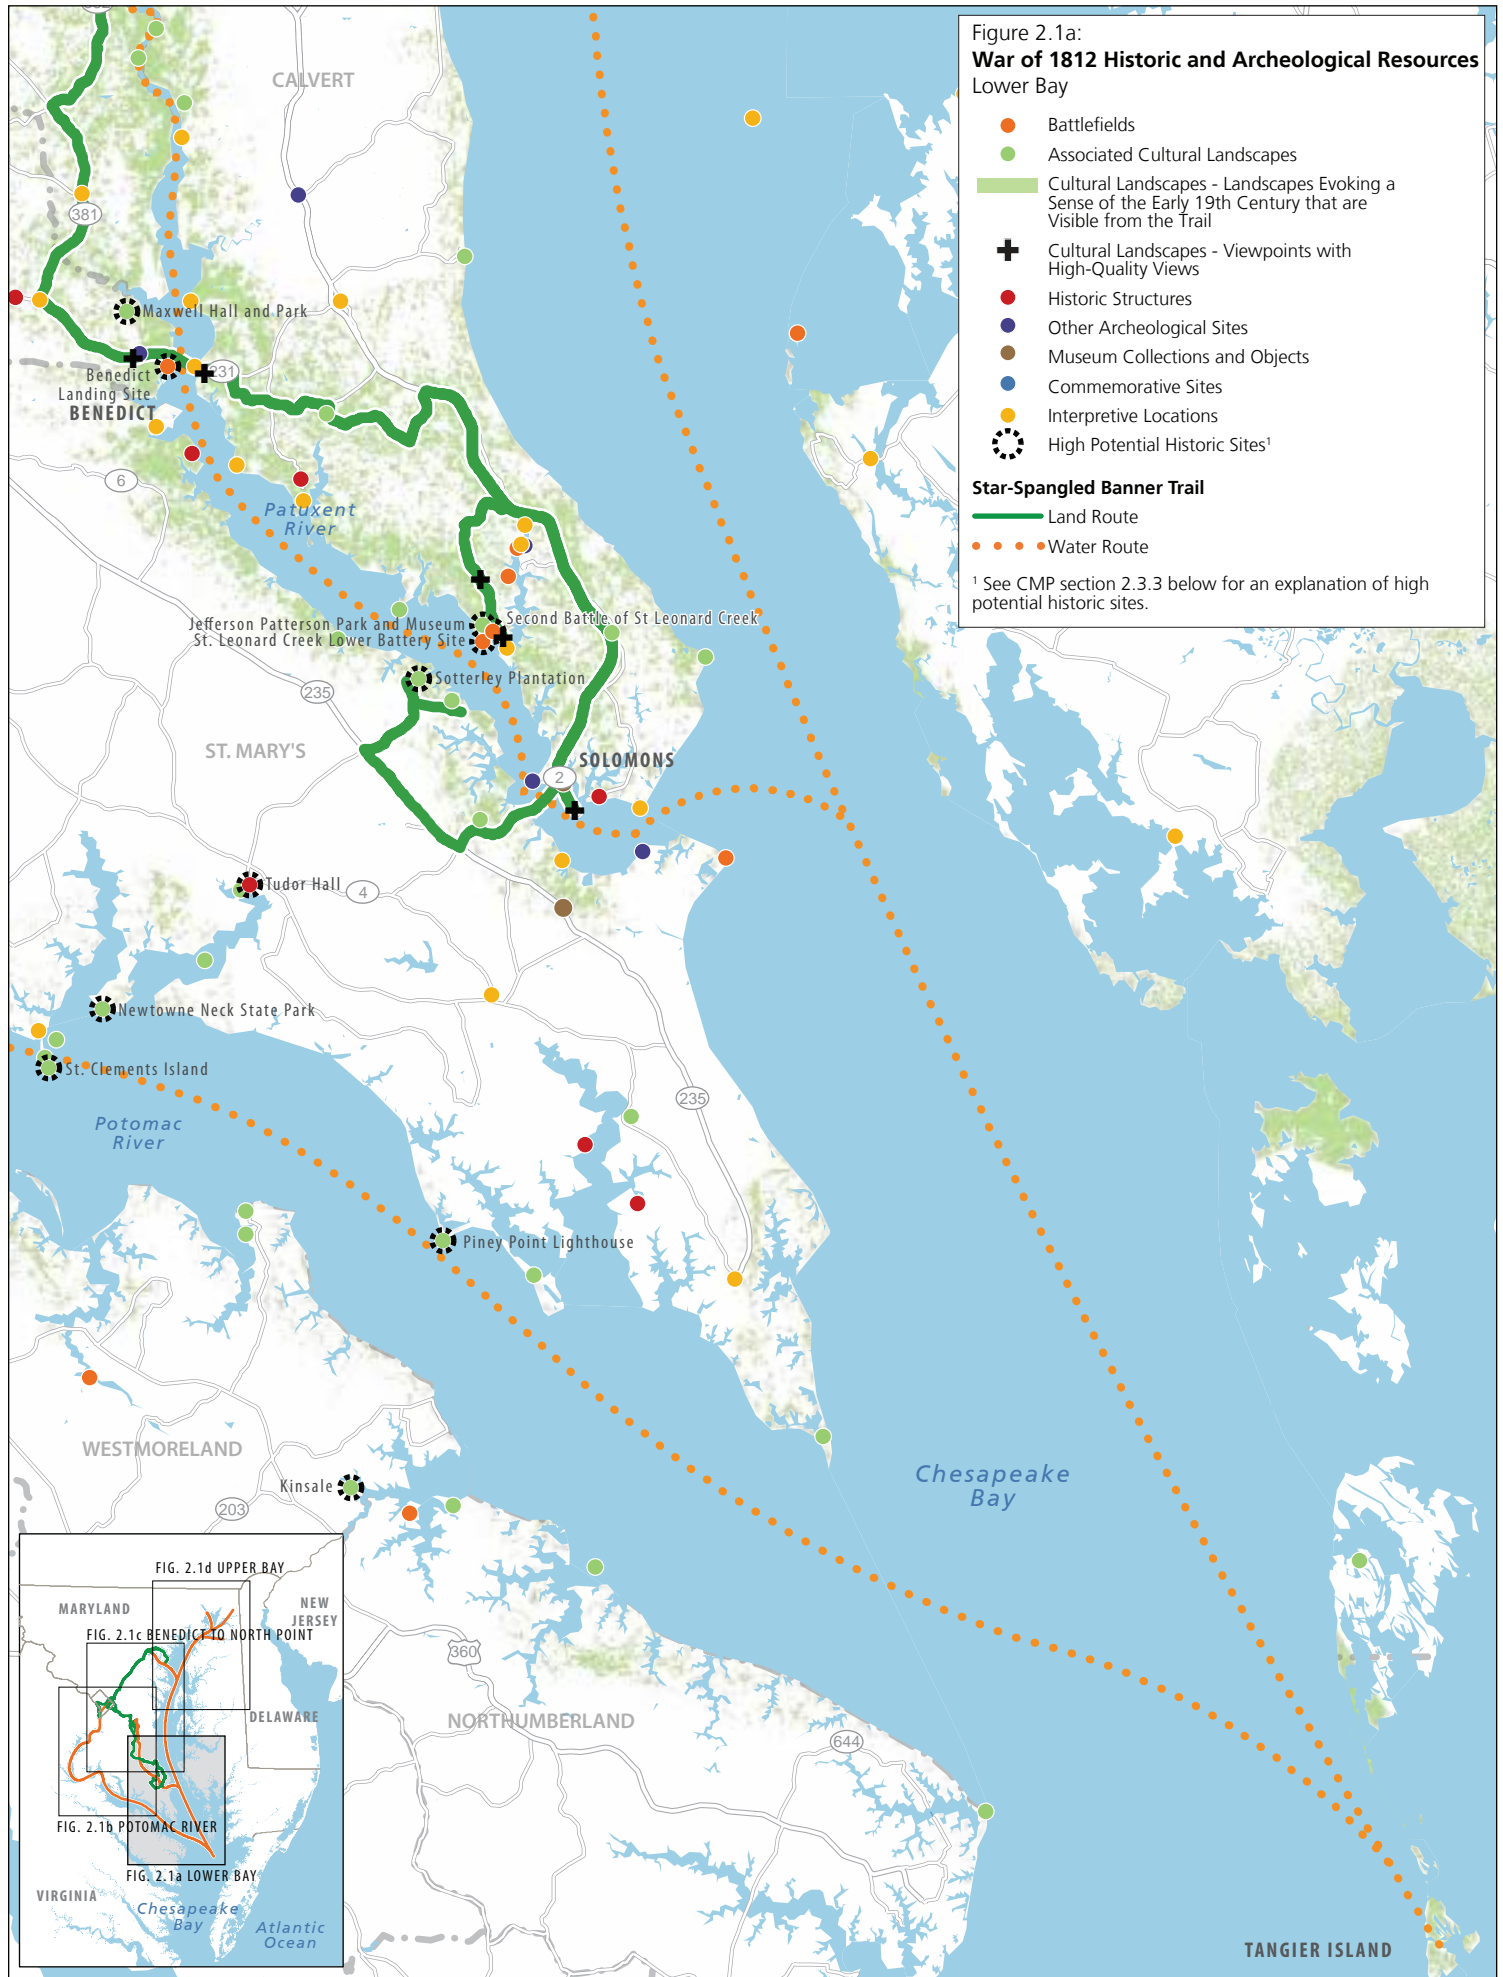 Figure 2.1a:
War of 1812 Historic and Archeological Resources
Lower Bay
Battlefields
Associated Cultural Landscapes
Cultural Landscapes - Landscapes Evoking a
Sense of the Early 19th Century that are
Visible from the Trail
Cultural Landscapes - Viewpoints with
High-Quality Views
Historic Structures
Other Archeological Sites
Museum Collections and Objects
Commemorative Sites
Interpretive Locations
High Potential Historic Sites¹
Star-Spangled Banner Trail
Land Route
Water Route
¹ See CMP section 2.3.3 below for an explanation of high
potential historic sites.
CALVERT
381
Maxwell Hall and Park
231
Benedict
Landing Site
BENEDICT
6
Patuxent
River
Jefferson Patterson Park and Museum
Second Battle of St Leonard Creek
St. Leonard Creek Lower Battery Site
Sotterley Plantation
235
ST. MARY'S
SOLOMONS
2
Tudor Hall
4
Newtowne Neck State Park
St. Clements Island
235
Potomac
River
Piney Point Lighthouse
WESTMORELAND
Chesapeake
Bay
Kinsale
203
360
NORTHUMBERLAND
644
TANGIER ISLAND
FIG. 2.1d UPPER BAY
MARYLAND
NEW
JERSEY
FIG. 2.1c BENEDICT TO NORTH POINT
DELAWARE
FIG. 2.1b POTOMAC RIVER
FIG. 2.1a LOWER BAY
VIRGINIA
Chesapeake
Bay
Atlantic
Ocean